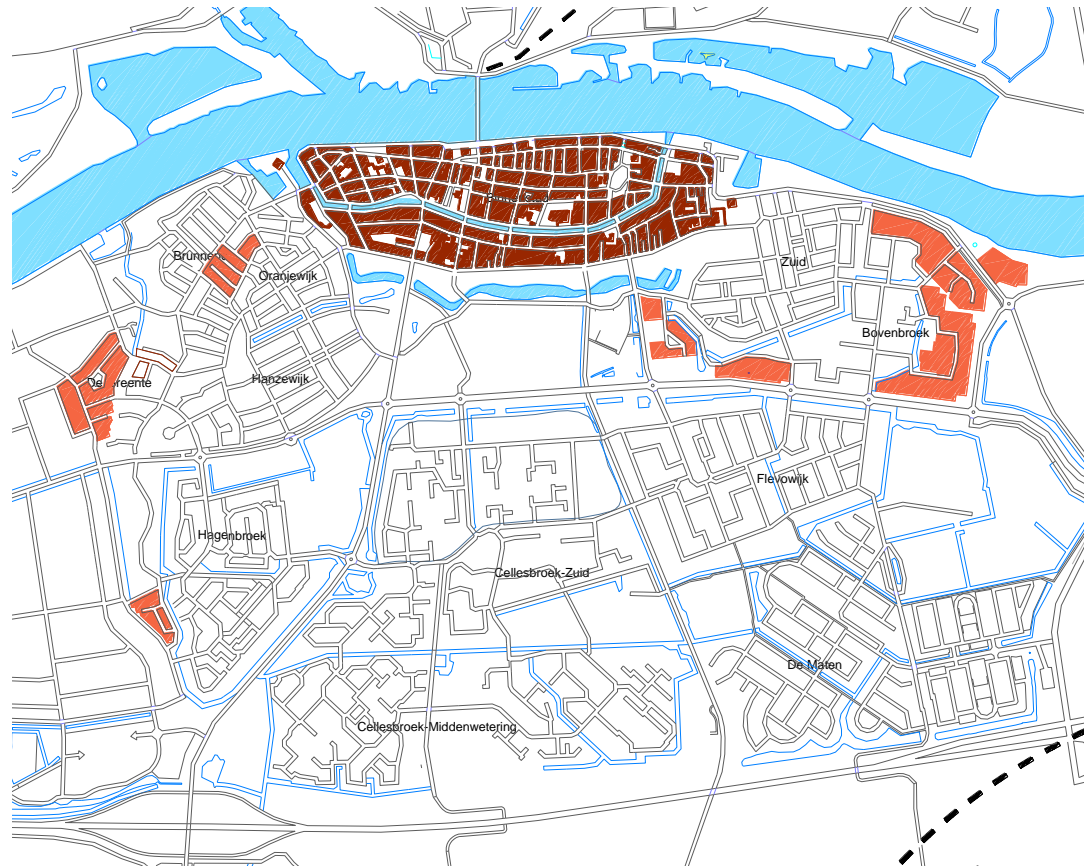 Zuid
Oranjewijk
Bovenbroek
Hanzewijk
Flevowijk
Hagenbroek
Cellesbroek-Zuid
De Maten
Cellesbroek-Middenwetering